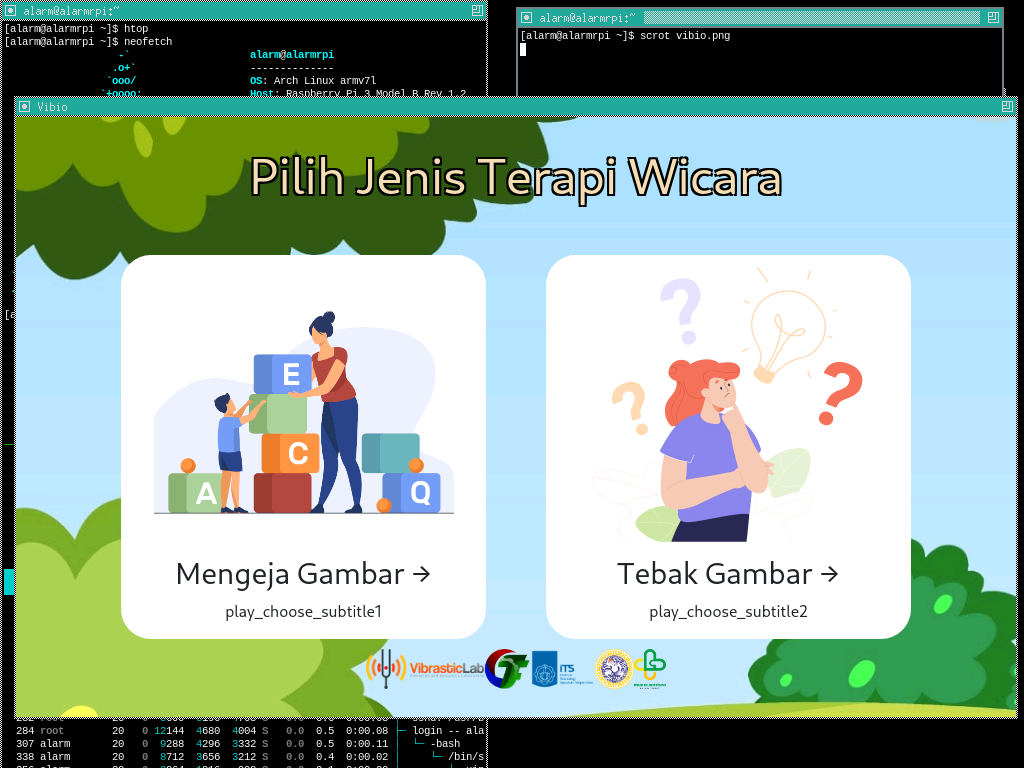 alarm@alarmrpi:~
[alarm@alarmrpi ~]$ htop
[alarm@alarmrpi ~]$ neofetch
-`
.o+`
`ooo/
`+oooo:
alarm@alarmrpi
--------------
OS: Arch Linux armv7l
Host: Raspberry Pi 3 Model B Rev 1.2
alarm@alarmrpi:~
[alarm@alarmrpi ~]$ scrot vibio.png
Vibio
Pilih Jenis Terapi Wicara
E
C
A
Q
Mengeja Gambar →
play_choose_subtitle1
? ? ?
Tebak Gambar →
play_choose_subtitle2
VibrasticLab
ITS
284 root 20 0 12144 4680 4004 S 0.0 0.5 0:00.08 ├─ login -- ala
307 alarm 20 0 9288 4296 3332 S 0.0 0.5 0:00.11 │ └─ -bash
338 alarm 20 0 8712 3656 3212 S 0.0 0.4 0:00.02 │ └─ /bin/s